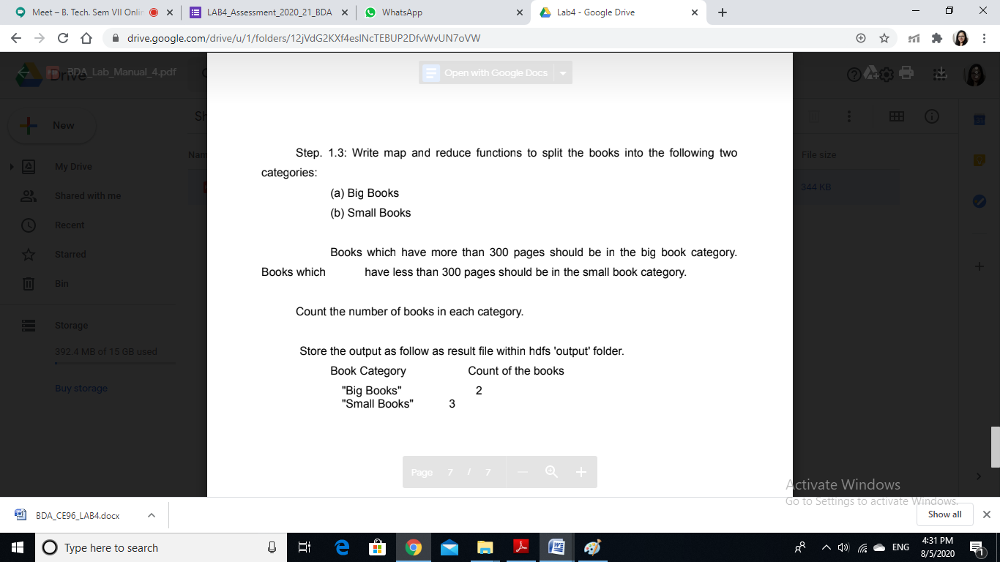 Meet – B. Tech. Sem VII Onlin
LAB4_Assessment_2020_21_BDA
WhatsApp
Lab4 - Google Drive
drive.google.com/drive/u/1/folders/12jVdG2KXf4eslNcTEBUP2DfvWvUN7oVW
Drive
BDA_Lab_Manual_4.pdf
Open with Google Docs
New
My Drive
Shared with me
Recent
Starred
Bin
Storage
392.4 MB of 15 GB used
Buy storage
Sh
Nam
File size
344 KB
Step. 1.3: Write map and reduce functions to split the books into the following two
categories:
(a) Big Books
(b) Small Books
Books which have more than 300 pages should be in the big book category.
Books which have less than 300 pages should be in the small book category.
Count the number of books in each category.
Store the output as follow as result file within hdfs 'output' folder.
Book Category Count of the books
"Big Books" 2
"Small Books" 3
Page 7 / 7
Activate Windows
Go to Settings to activate Windows.
BDA_CE96_LAB4.docx
Show all
Type here to search
ENG
4:31 PM
8/5/2020
1